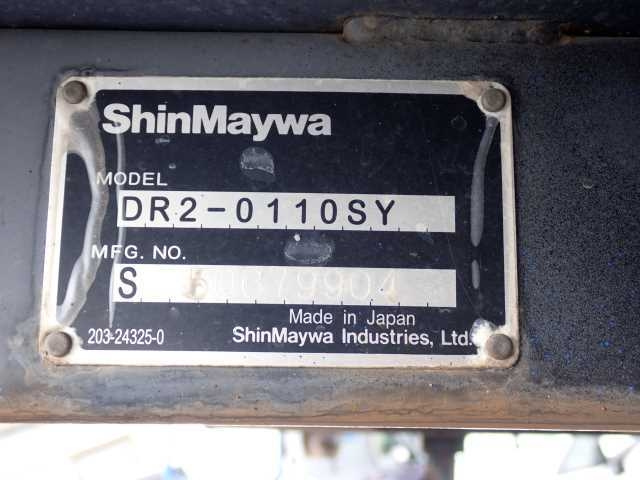 ShinMaywa
MODEL
DR2-0110SY
MFG. NO.
S
Made in Japan
203-24325-0
ShinMaywa Industries, Ltd.